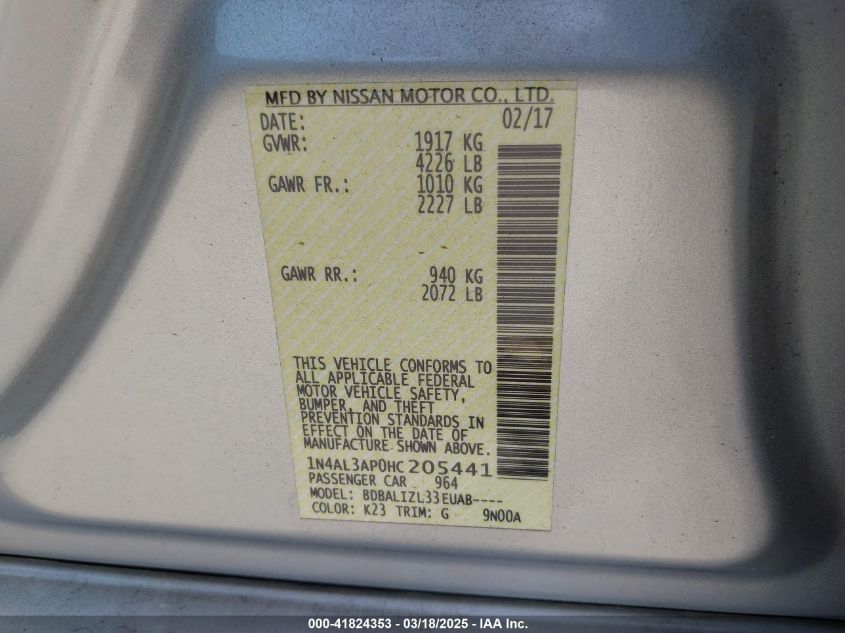 MFD BY NISSAN MOTOR CO., LTD.
DATE: 02/17
GVWR: 1917 KG
4226 LB
GAWR FR.: 1010 KG
2227 LB
GAWR RR.: 940 KG
2072 LB
THIS VEHICLE CONFORMS TO
ALL APPLICABLE FEDERAL
MOTOR VEHICLE SAFETY,
BUMPER, AND THEFT
PREVENTION STANDARDS IN
EFFECT ON THE DATE OF
MANUFACTURE SHOWN ABOVE.
1N4AL3AP0HC205441
PASSENGER CAR 964
MODEL: BDBALIZL33EUAB----
COLOR: K23 TRIM: G 9N00A
000-41824353 - 03/18/2025 - IAA Inc.